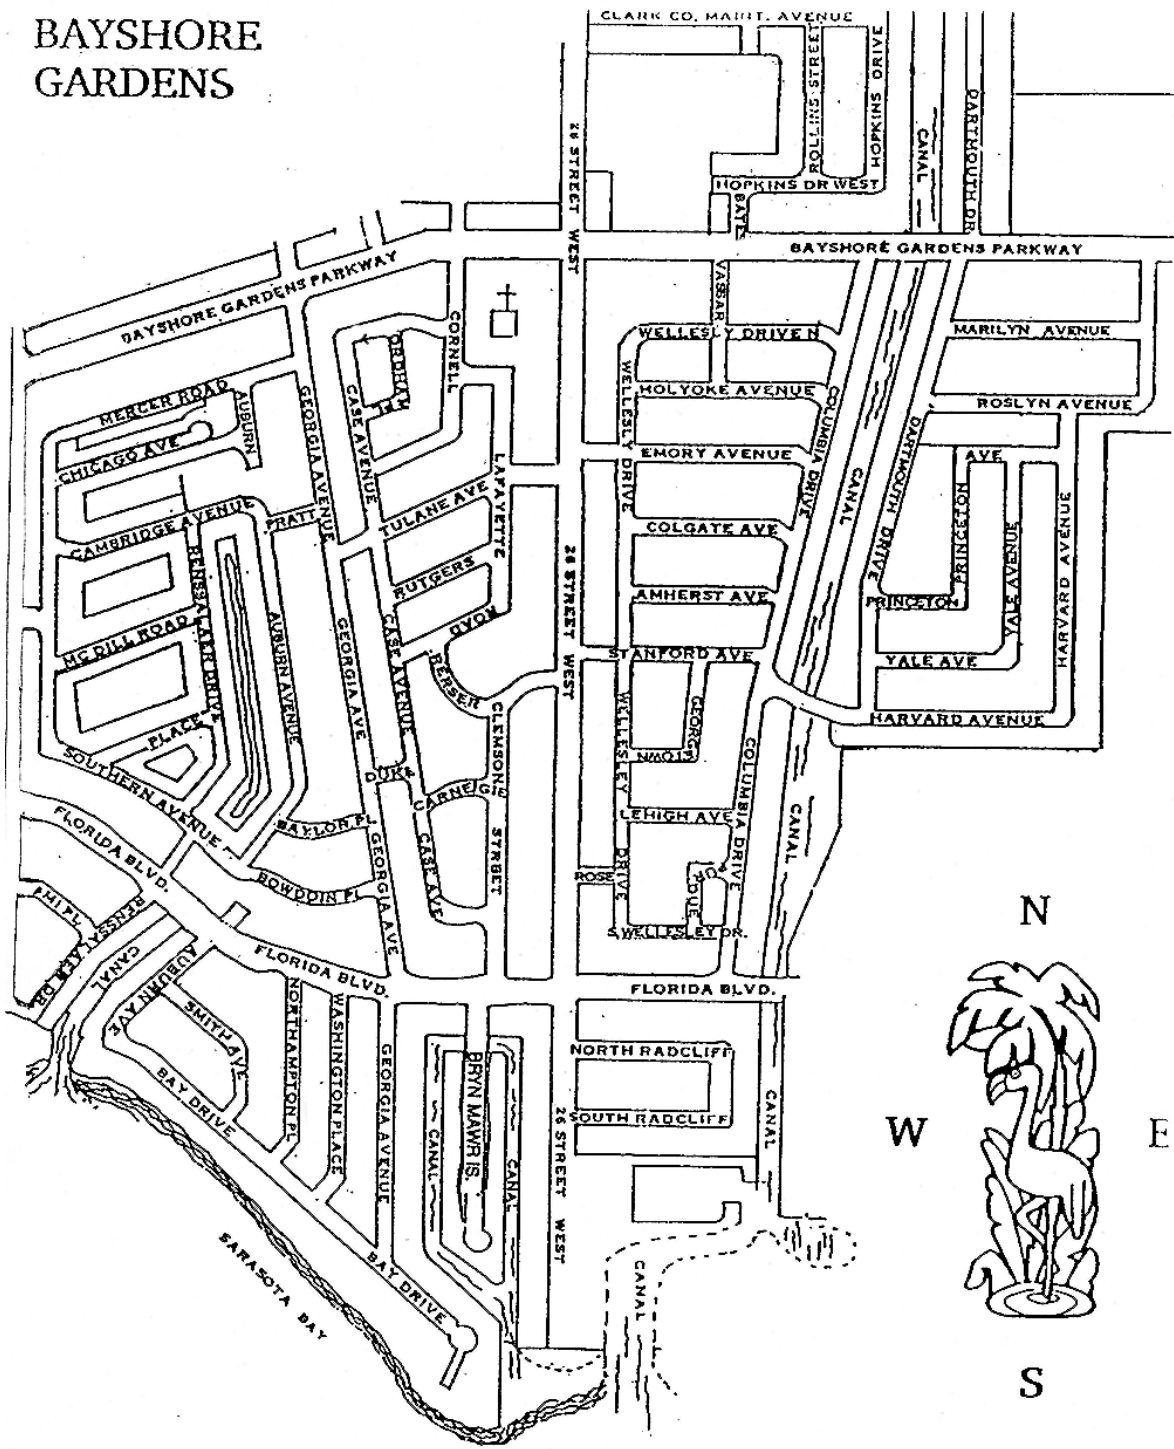 BAYSHORE
GARDENS
CLARK CO. MAINT. AVENUE
ROLLINS STREET
HOPKINS DRIVE
CANAL
DARTMOUTH DR
26 STREET WEST
HOPKINS DR WEST
BATES
BAYSHORE GARDENS PARKWAY
BAYSHORE GARDENS PARKWAY
VASSAR
CORNELL
WELLESLY DRIVE N
MARILYN AVENUE
MERCER ROAD
AUBURN
GEORGIA AVENUE
CASE AVENUE
WELLESLY DRIVE
HOLYOKE AVENUE
COLUMBIA DRIVE
ROSLYN AVENUE
CHICAGO AVE
LAFAYETTE
EMORY AVENUE
CANAL
DARTMOUTH DRIVE
AVE
CAMBRIDGE AVENUE
PRATT
TULANE AVE
COLGATE AVE
PRINCETON
YALE AVENUE
HARVARD AVENUE
RENSSALAER DRIVE
RUTGERS
ROAD
26 STREET WEST
AMHERST AVE
PRINCETON
MC DILL ROAD
AUBURN AVENUE
GEORGIA AVE
CASE AVENUE
STANFORD AVE
YALE AVE
PLACE
CLEMSONE STREET
WELLESLEY DRIVE
GEORGETOWN
COLUMBIA DRIVE
HARVARD AVENUE
SOUTHERN AVENUE
DUKE
CARNEGIE
CANAL
FLORIDA BLVD.
BAYLOR PL
GEORGIA AVE
CASE AVE
LEHIGH AVE
BOWDDIN PL
ROSE
PURDUE
N
RENSSALAER DR.
CANAL
AUBURN AVE
S. WELLESLEY DR.
FLORIDA BLVD.
FLORIDA BLVD.
SMITH AVE
NORTHAMPTON PL
WASHINGTON PLACE
GEORGIA AVENUE
BRYN MAWR IS.
NORTH RADCLIFF
BAY DRIVE
CANAL
CANAL
26 STREET WEST
SOUTH RADCLIFF
CANAL
W
E
SARASOTA BAY
BAY DRIVE
CANAL
S